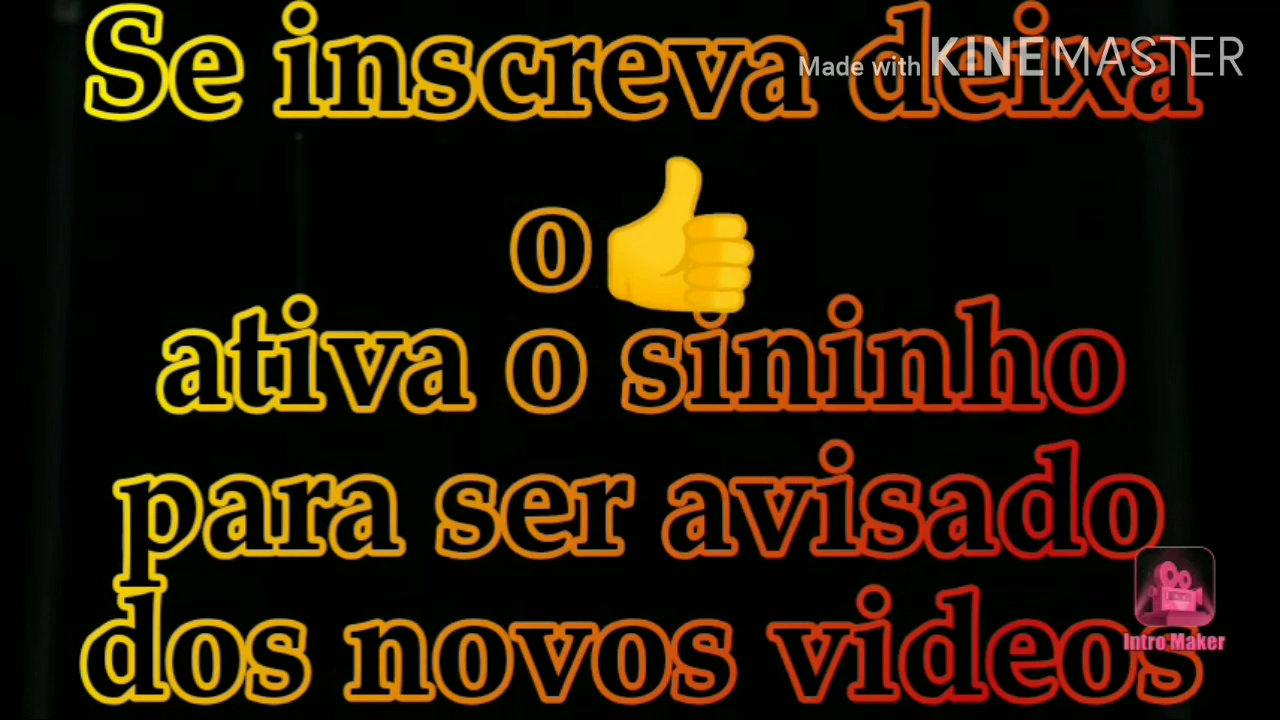 Se inscreva deixa
Made with KINEMASTER
o👍
ativa o sininho
para ser avisado
dos novos videos
Intro Maker